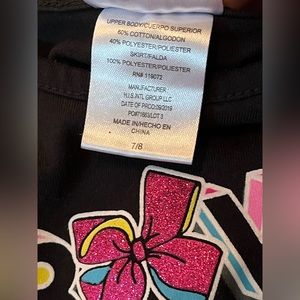 UPPER BODY/CUERPO SUPERIOR
60% COTTON/ALGODON
40% POLYESTER/POLIESTER
SKIRT/FALDA
100% POLYESTER/POLIESTER
RN# 119072
MANUFACTURER
H.I.S INTL GROUP LLC
DATE OF PROD:09/2019
MADE IN/HECHO EN
CHINA
7/8